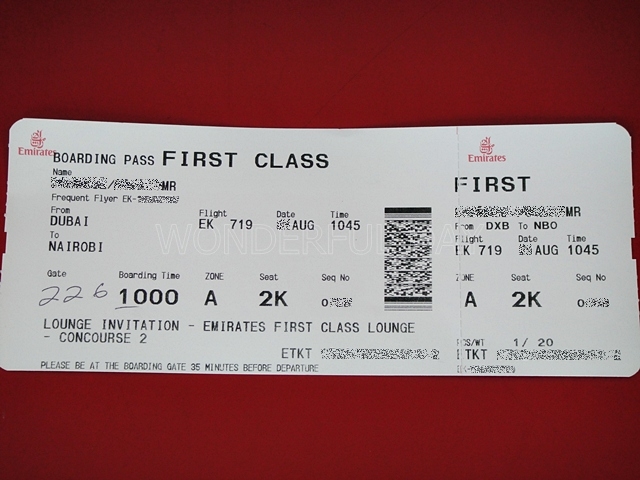 Emirates
BOARDING PASS FIRST CLASS
Name
MR
Frequent Flyer EK-
From
DUBAI
Flight Date Time
EK 719 AUG 1045
To
NAIROBI
Gate Boarding Time ZONE Seat Seq No
226 1000 A 2K 0
LOUNGE INVITATION - EMIRATES FIRST CLASS LOUNGE
- CONCOURSE 2
ETKT
PLEASE BE AT THE BOARDING GATE 35 MINUTES BEFORE DEPARTURE
Emirates
FIRST
MR
From DXB To NBO
Flight Date Time
EK 719 AUG 1045
Seat Seq No
A 2K 0
PCS/WT 1/ 20
ETKT